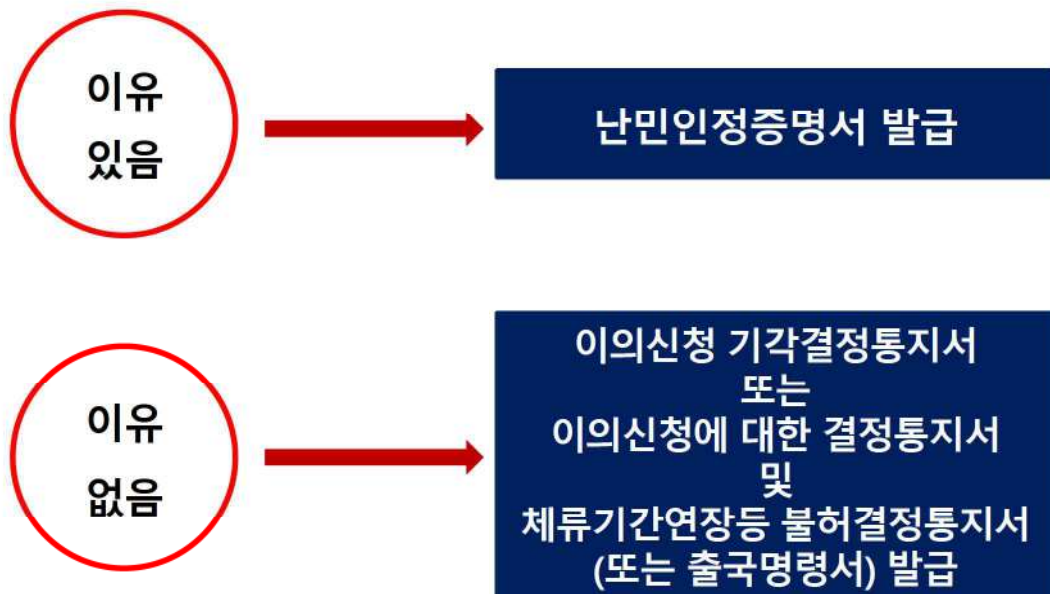 이유
있음
난민인정증명서 발급
이유
없음
이의신청 기각결정통지서
또는
이의신청에 대한 결정통지서
및
체류기간연장등 불허결정통지서
(또는 출국명령서) 발급